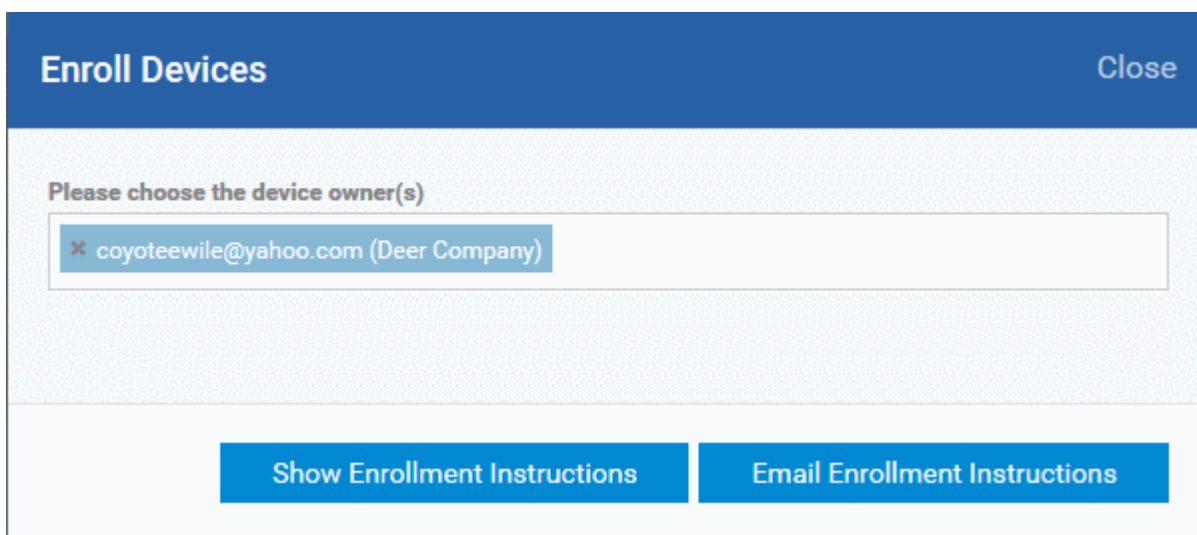 Enroll Devices
Close
Please choose the device owner(s)
✖ coyoteewile@yahoo.com (Deer Company)
Show Enrollment Instructions
Email Enrollment Instructions